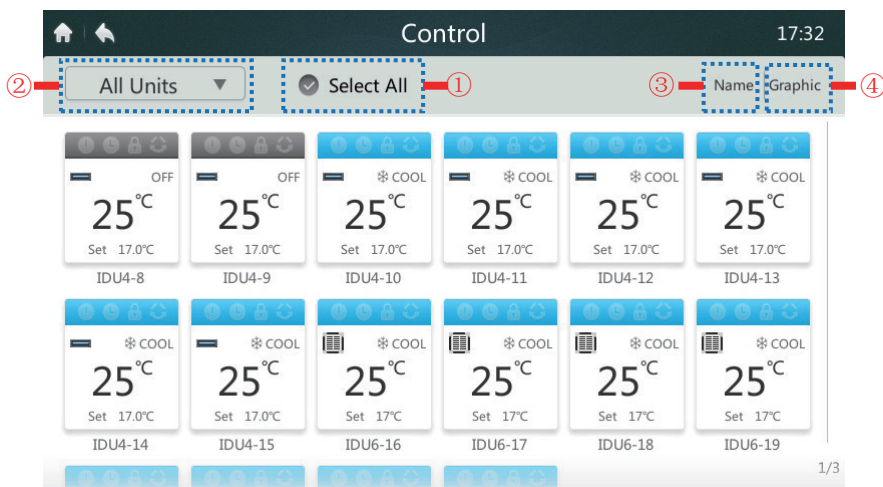 Control 17:32
② All Units ▼ Select All ① ③ Name Graphic ④
OFF OFF COOL COOL COOL COOL
25℃ 25℃ 25℃ 25℃ 25℃ 25℃
Set 17.0℃ Set 17.0℃ Set 17.0℃ Set 17.0℃ Set 17.0℃ Set 17.0℃
IDU4-8 IDU4-9 IDU4-10 IDU4-11 IDU4-12 IDU4-13
COOL COOL COOL COOL COOL COOL
25℃ 25℃ 25℃ 25℃ 25℃ 25℃
Set 17.0℃ Set 17.0℃ Set 17℃ Set 17℃ Set 17℃ Set 17℃
IDU4-14 IDU4-15 IDU6-16 IDU6-17 IDU6-18 IDU6-19
1/3